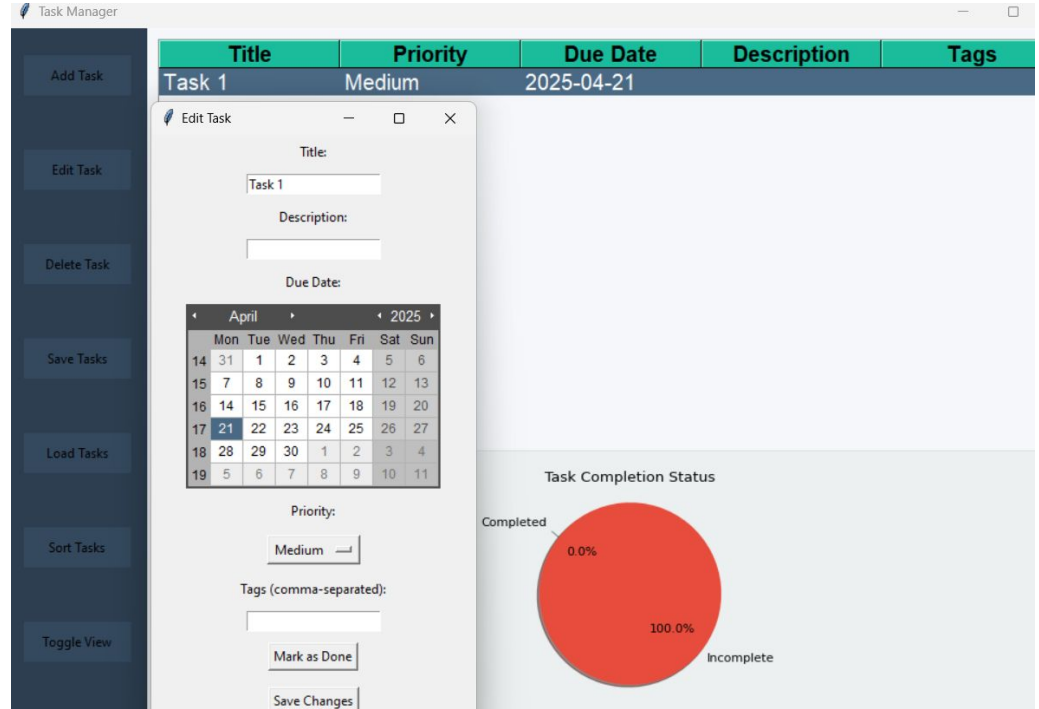 Task Manager
Add Task
Edit Task
Delete Task
Save Tasks
Load Tasks
Sort Tasks
Toggle View
Title Priority Due Date Description Tags
Task 1 Medium 2025-04-21
Edit Task
Title:
Task 1
Description:
Due Date:
April 2025
Mon Tue Wed Thu Fri Sat Sun
14 31 1 2 3 4 5 6
15 7 8 9 10 11 12 13
16 14 15 16 17 18 19 20
17 21 22 23 24 25 26 27
18 28 29 30 1 2 3 4
19 5 6 7 8 9 10 11
Priority:
Medium
Tags (comma-separated):
Mark as Done
Save Changes
Task Completion Status
Completed
0.0%
100.0%
Incomplete